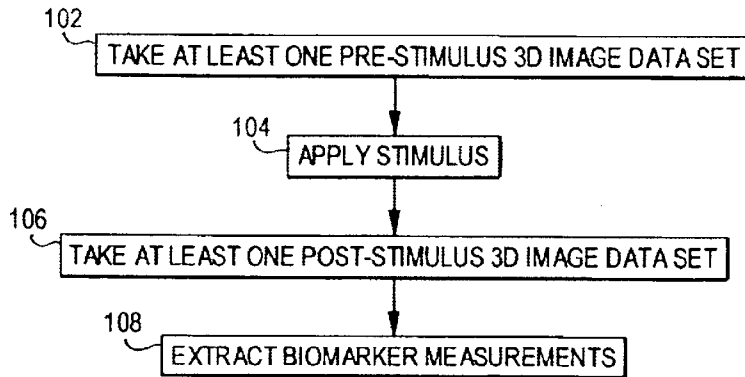 102
TAKE AT LEAST ONE PRE-STIMULUS 3D IMAGE DATA SET
104
APPLY STIMULUS
106
TAKE AT LEAST ONE POST-STIMULUS 3D IMAGE DATA SET
108
EXTRACT BIOMARKER MEASUREMENTS